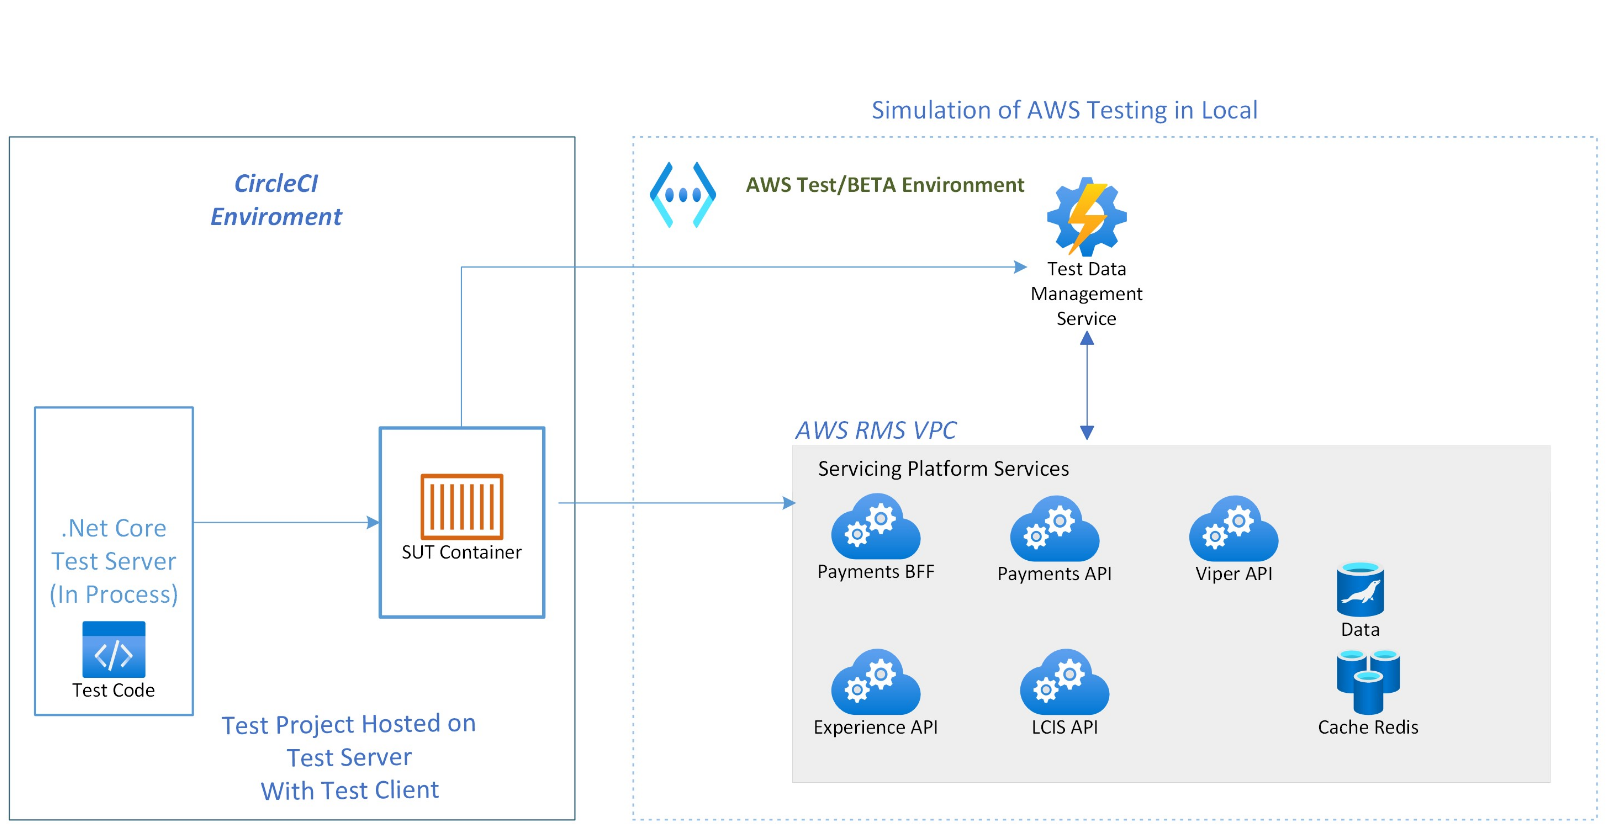 Simulation of AWS Testing in Local
CircleCI
Enviroment
AWS Test/BETA Environment
Test Data
Management
Service
AWS RMS VPC
Servicing Platform Services
.Net Core
Test Server
(In Process)
Test Code
SUT Container
Payments BFF
Payments API
Viper API
Data
Experience API
LCIS API
Cache Redis
Test Project Hosted on
Test Server
With Test Client